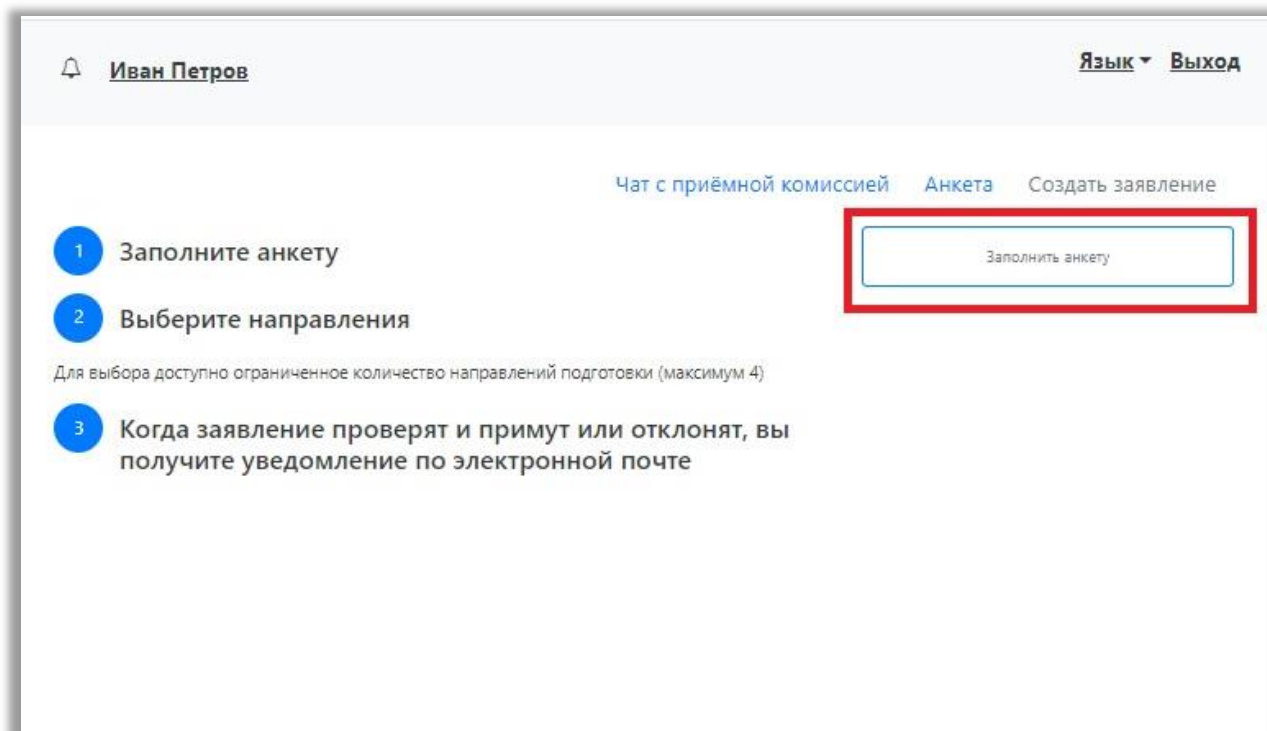 Иван Петров
Язык Выход
Чат с приёмной комиссией Анкета Создать заявление
1 Заполните анкету
Заполнить анкету
2 Выберите направления
Для выбора доступно ограниченное количество направлений подготовки (максимум 4)
3 Когда заявление проверят и примут или отклонят, вы
получите уведомление по электронной почте